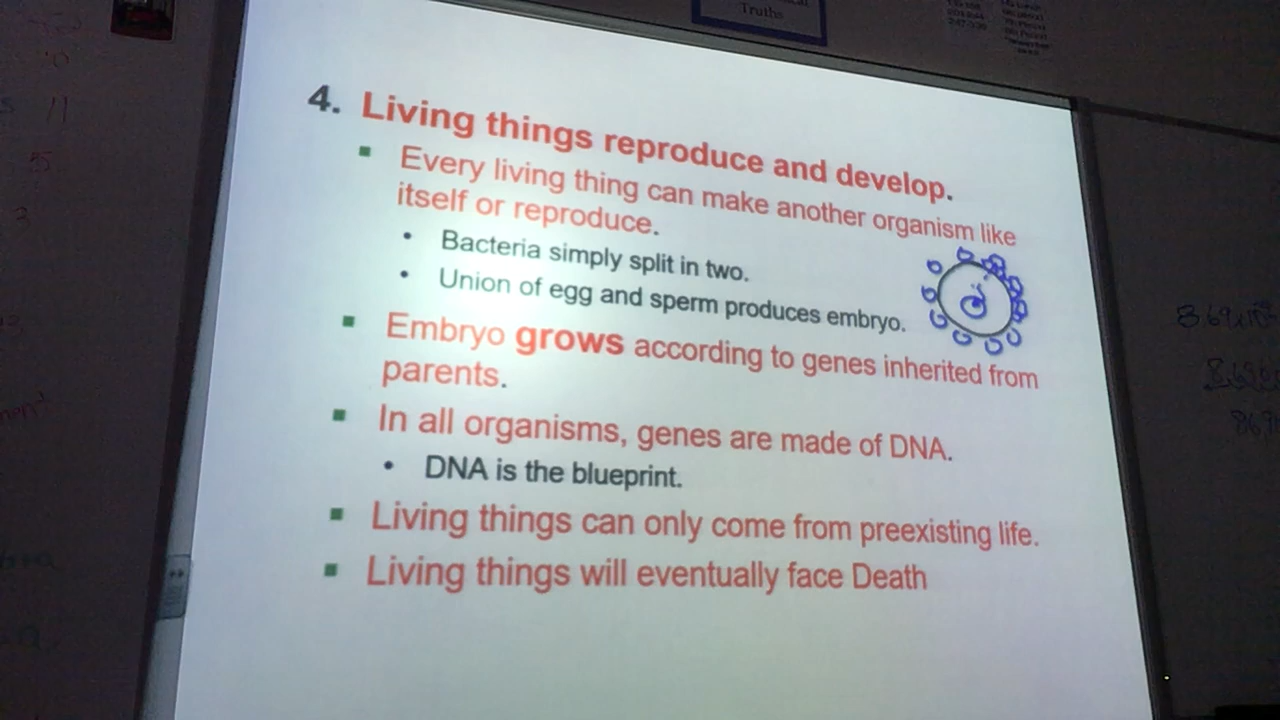 Truths
4. Living things reproduce and develop.
Every living thing can make another organism like
itself or reproduce.
Bacteria simply split in two.
Union of egg and sperm produces embryo.
Embryo grows according to genes inherited from
parents.
In all organisms, genes are made of DNA.
DNA is the blueprint.
Living things can only come from preexisting life.
Living things will eventually face Death
11
3